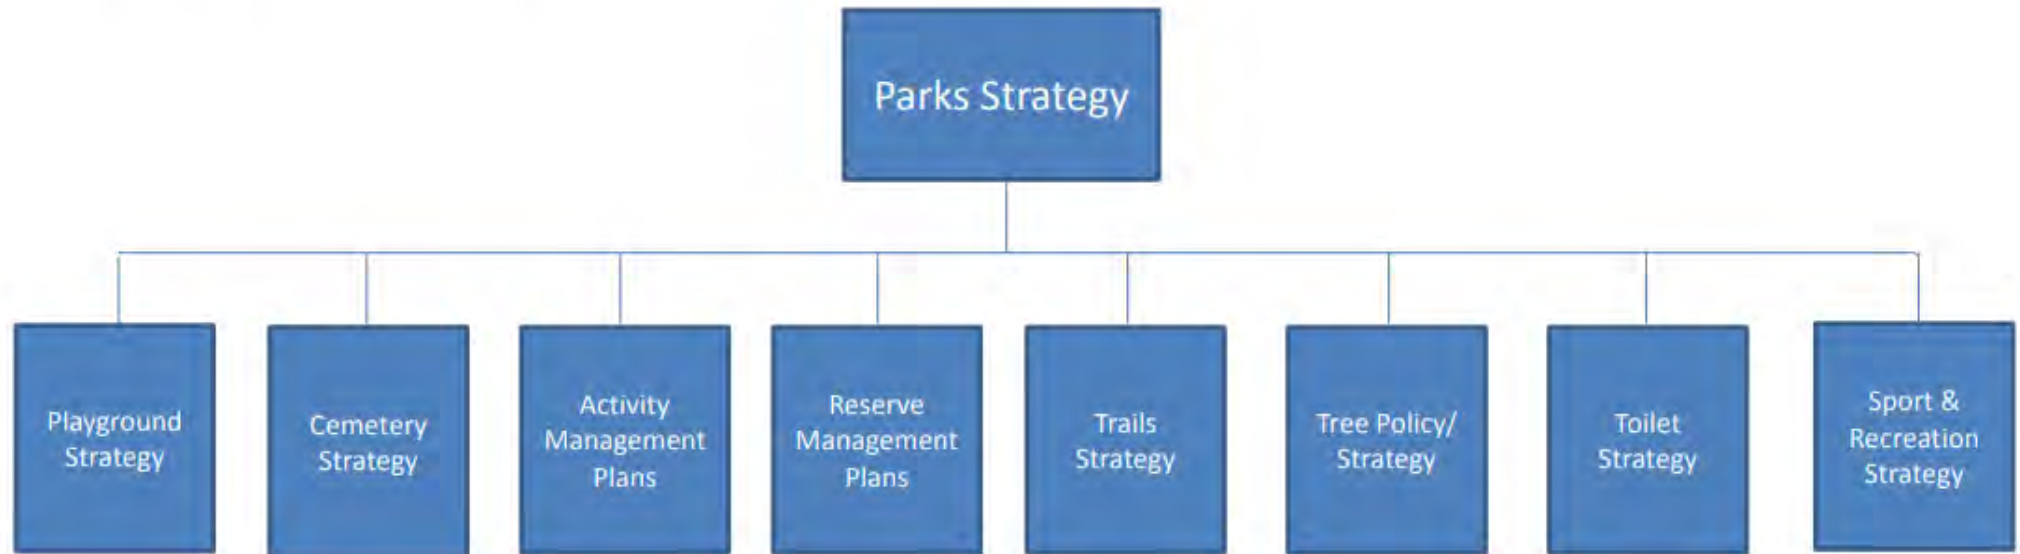 Parks Strategy
Playground
Strategy
Cemetery
Strategy
Activity
Management
Plans
Reserve
Management
Plans
Trails
Strategy
Tree Policy/
Strategy
Toilet
Strategy
Sport &
Recreation
Strategy